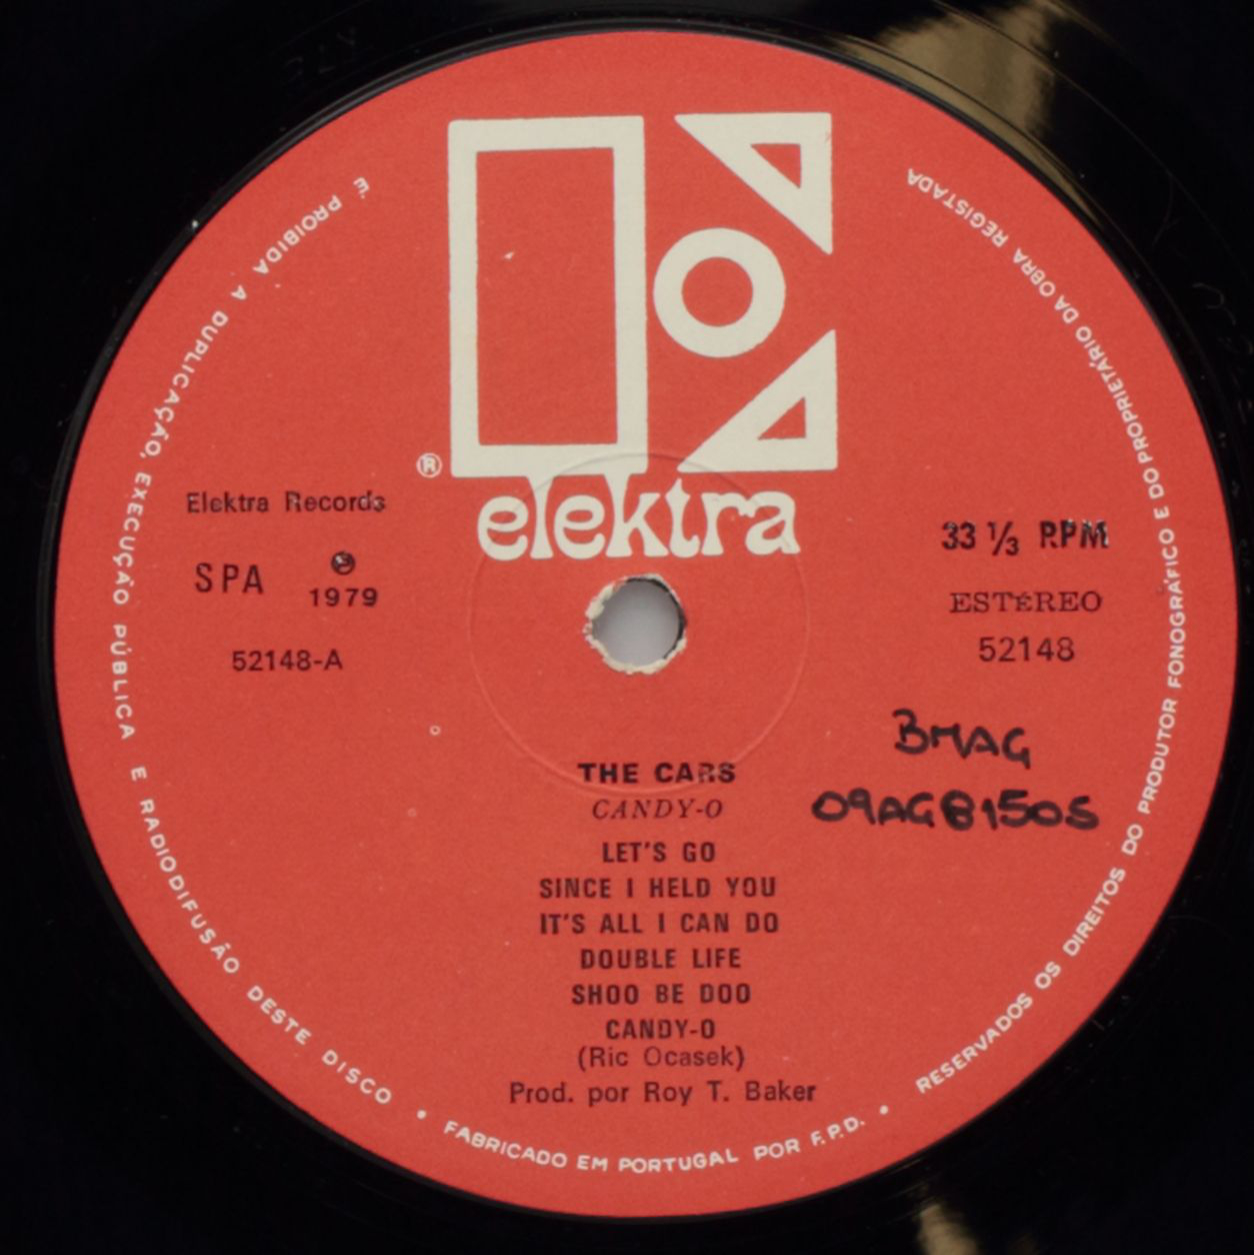 elektra
®
Elektra Records
SPA
℗
1979
52148-A
33 ⅓ RPM
ESTÉREO
52148
BMAG
09AG81505
THE CARS
CANDY-O
LET'S GO
SINCE I HELD YOU
IT'S ALL I CAN DO
DOUBLE LIFE
SHOO BE DOO
CANDY-O
(Ric Ocasek)
Prod. por Roy T. Baker
É PROIBIDA A DUPLICAÇÃO, EXECUÇÃO PÚBLICA E RADIODIFUSÃO DESTE DISCO • FABRICADO EM PORTUGAL POR F.P.D. • RESERVADOS OS DIREITOS DO PRODUTOR FONOGRÁFICO E DO PROPRIETÁRIO DA OBRA REGISTADA